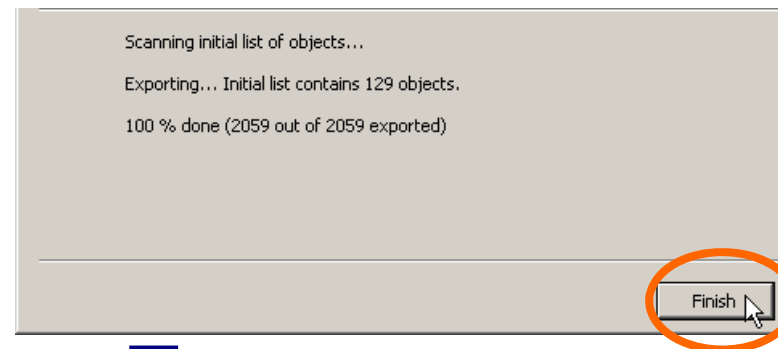 Scanning initial list of objects...
Exporting... Initial list contains 129 objects.
100 % done (2059 out of 2059 exported)
Finish